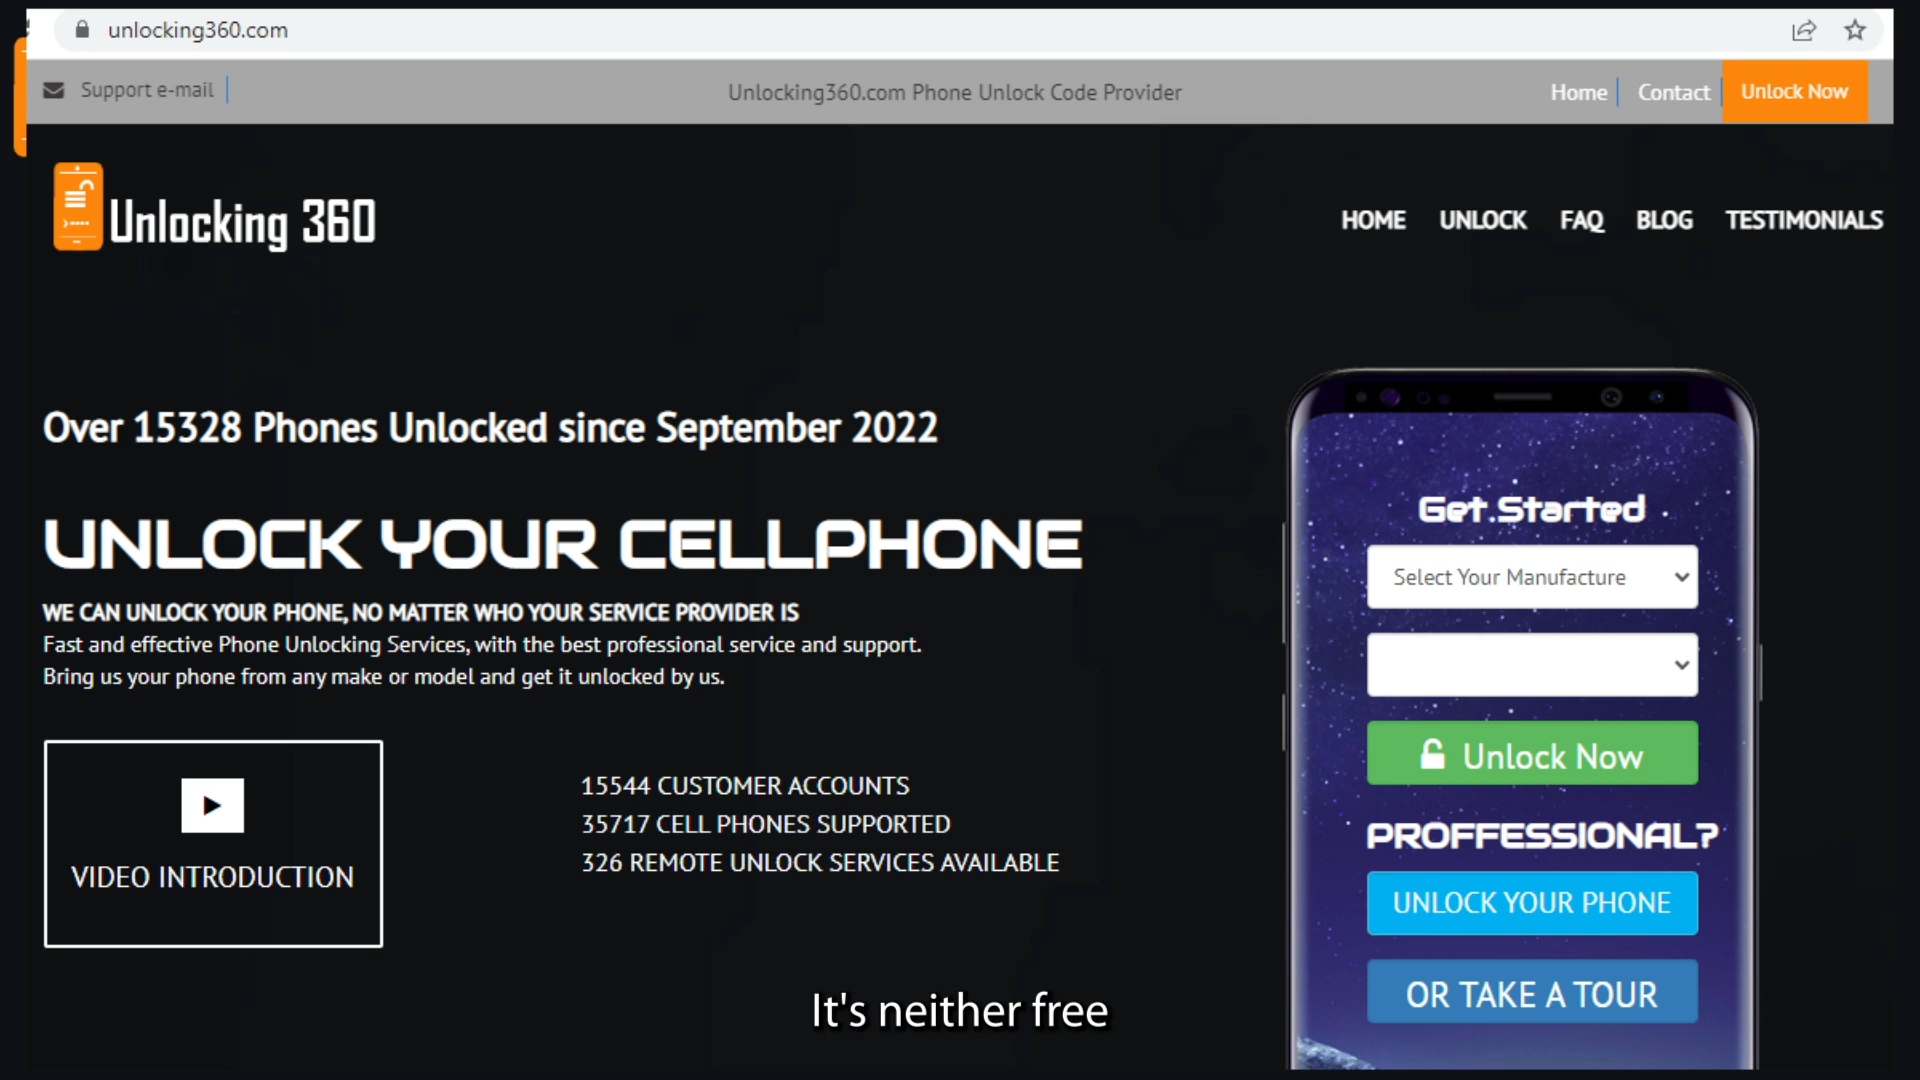 unlocking360.com
Support e-mail
Unlocking360.com Phone Unlock Code Provider
Home
Contact
Unlock Now
Unlocking 360
HOME
UNLOCK
FAQ
BLOG
TESTIMONIALS
Over 15328 Phones Unlocked since September 2022
UNLOCK YOUR CELLPHONE
WE CAN UNLOCK YOUR PHONE, NO MATTER WHO YOUR SERVICE PROVIDER IS
Fast and effective Phone Unlocking Services, with the best professional service and support.
Bring us your phone from any make or model and get it unlocked by us.
VIDEO INTRODUCTION
15544 CUSTOMER ACCOUNTS
35717 CELL PHONES SUPPORTED
326 REMOTE UNLOCK SERVICES AVAILABLE
Get Started
Select Your Manufacture
Unlock Now
PROFFESSIONAL?
UNLOCK YOUR PHONE
OR TAKE A TOUR
It's neither free